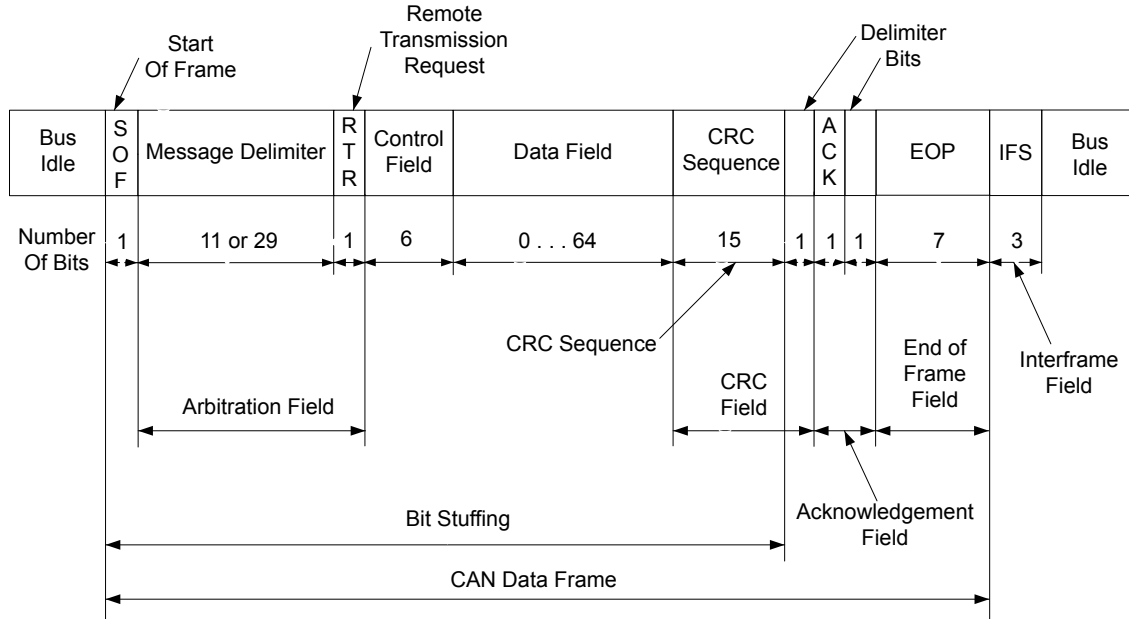 Start
Of Frame
Remote
Transmission
Request
Delimiter
Bits
Bus
Idle
S
O
F
Message Delimiter
R
T
R
Control
Field
Data Field
CRC
Sequence
A
C
K
EOP
IFS
Bus
Idle
Number
Of Bits
1
11 or 29
1
6
0 . . . 64
15
1
1
1
7
3
CRC Sequence
End of
Frame
Field
Interframe
Field
CRC
Field
Arbitration Field
Acknowledgement
Field
Bit Stuffing
CAN Data Frame